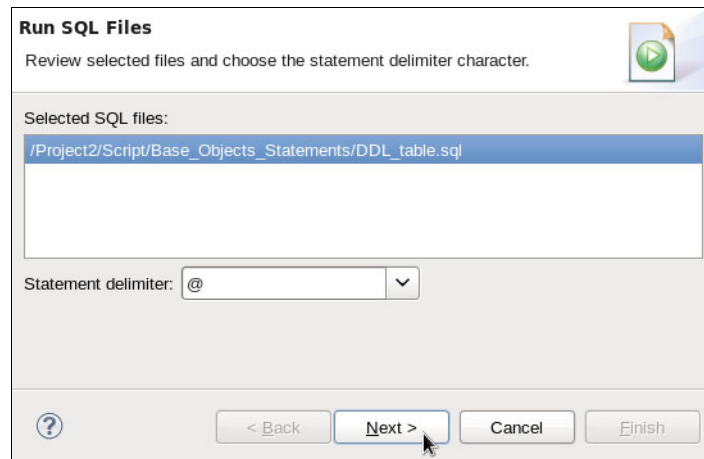 Run SQL Files
Review selected files and choose the statement delimiter character.
Selected SQL files:
/Project2/Script/Base_Objects_Statements/DDL_table.sql
Statement delimiter: @
? < Back Next > Cancel Finish